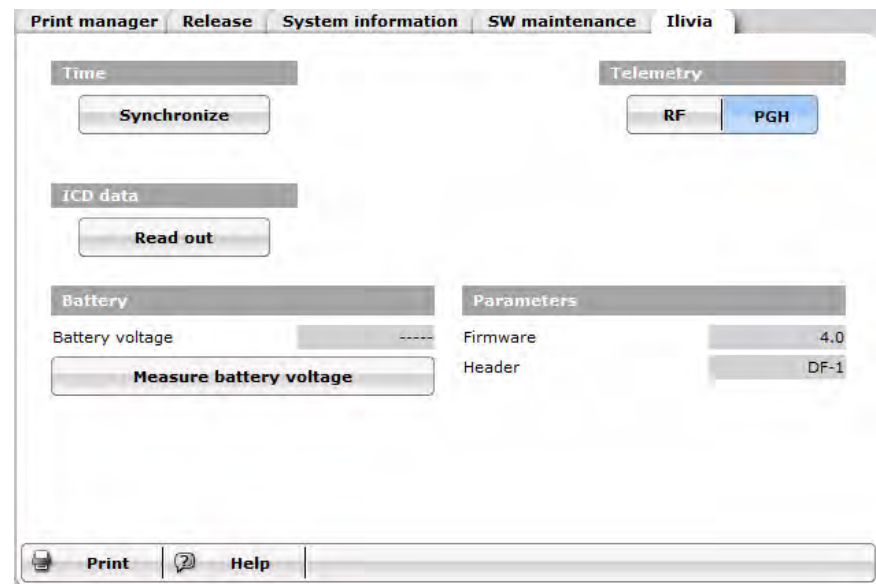 Print manager Release System information SW maintenance Ilivia
Time Telemetry
Synchronize RF PGH
ICD data
Read out
Battery Parameters
Battery voltage ----- Firmware 4.0
Measure battery voltage Header DF-1
Print Help